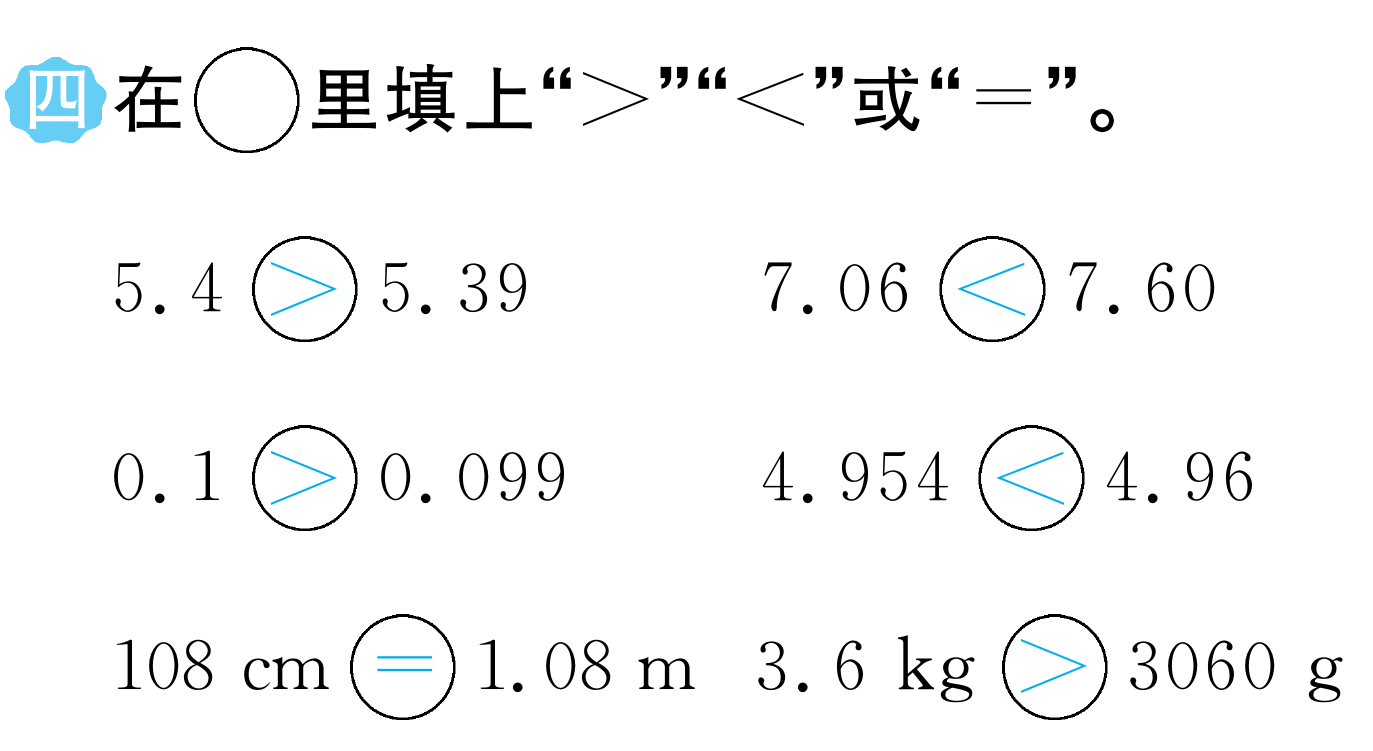 四 在○里填上“>”“<”或“=”。
5.4 > 5.39 7.06 < 7.60
0.1 > 0.099 4.954 < 4.96
108 cm = 1.08 m 3.6 kg > 3060 g